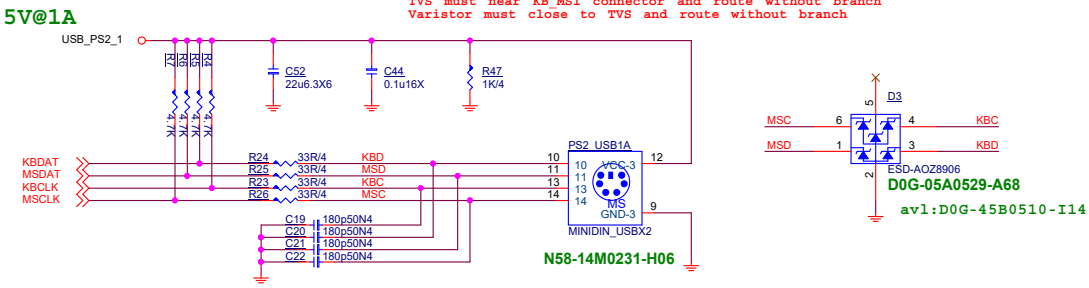 TVS must near KB_MS1 connector and route without branch
Varistor must close to TVS and route without branch
5V@1A
USB_PS2_1
R7
R6
R5
R4
4.7K
4.7K
4.7K
4.7K
C52
22u6.3X6
C44
0.1u16X
R47
1K/4
KBDAT
MSDAT
KBCLK
MSCLK
R24 33R/4 KBD
R25 33R/4 MSD
R23 33R/4 KBC
R26 33R/4 MSC
C19 180p50N4
C20 180p50N4
C21 180p50N4
C22 180p50N4
PS2_USB1A
10 10 VCC-3 12
11 11
13 13
14 14 MS
GND-3 9
MINIDIN_USBX2
N58-14M0231-H06
D3
5
MSC 6 4 KBC
MSD 1 3 KBD
2
ESD-AOZ8906
D0G-05A0529-A68
avl:D0G-45B0510-I14